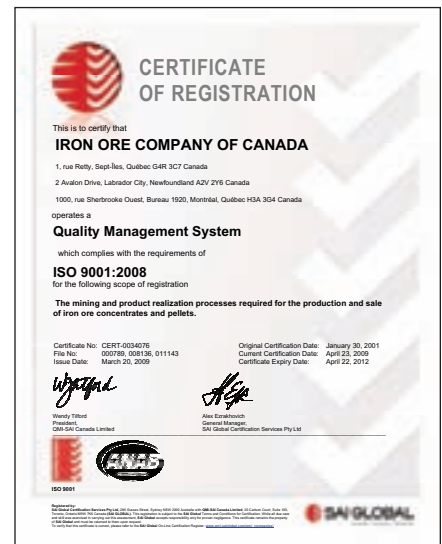 CERTIFICATE
OF REGISTRATION
This is to certify that
IRON ORE COMPANY OF CANADA
1, rue Retty, Sept-Îles, Québec G4R 3C7 Canada
2 Avalon Drive, Labrador City, Newfoundland A2V 2Y6 Canada
1000, rue Sherbrooke Ouest, Bureau 1920, Montréal, Québec H3A 3G4 Canada
operates a
Quality Management System
which complies with the requirements of
ISO 9001:2008
for the following scope of registration
The mining and product realization processes required for the production and sale
of iron ore concentrates and pellets.
Certificate No: CERT-0034076
File No: 000789, 008136, 011143
Issue Date: March 20, 2009
Original Certification Date: January 30, 2001
Current Certification Date: April 23, 2009
Certificate Expiry Date: April 22, 2012
Wendy Tilford
President,
QMI-SAI Canada Limited
Alex Ezrakhovich
General Manager,
SAI Global Certification Services Pty Ltd
ISO 9001
Registered by:
SAI GLOBAL